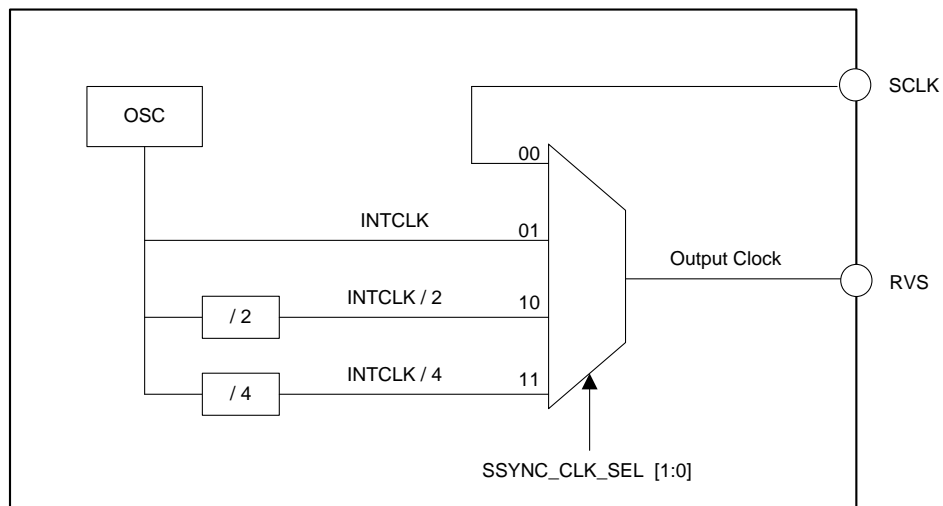 SCLK
OSC
00
INTCLK
01
Output Clock
RVS
INTCLK / 2
10
/ 2
INTCLK / 4
11
/ 4
SSYNC_CLK_SEL [1:0]